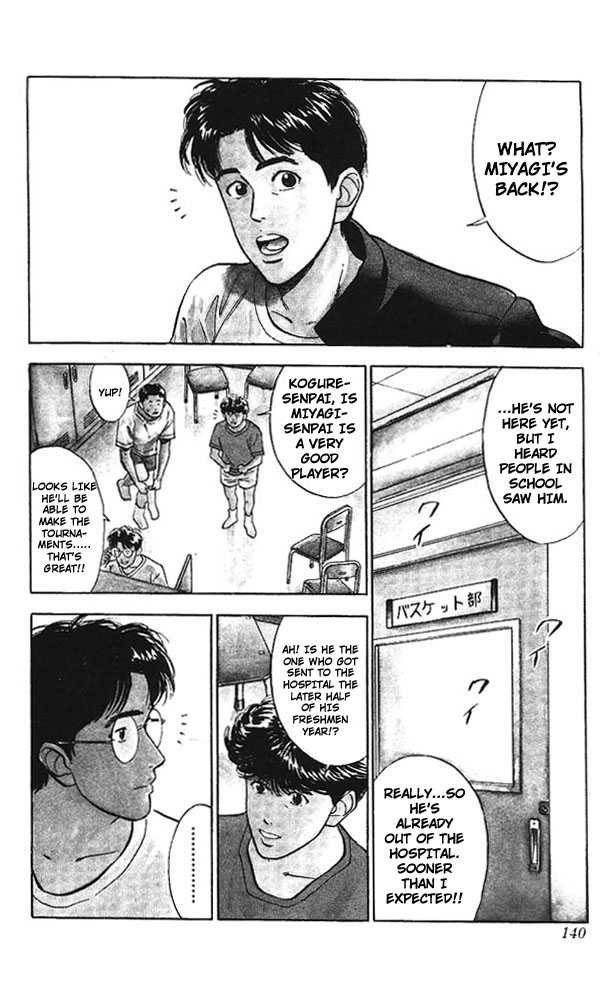 WHAT?
MIYAGI'S
BACK!?
...HE'S NOT
HERE YET,
BUT I
HEARD
PEOPLE IN
SCHOOL
SAW HIM.
ワイ
バスケット部
ワイ
REALLY...SO
HE'S
ALREADY
OUT OF THE
HOSPITAL.
SOONER
THAN I
EXPECTED!!
KOGURE-
SENPAI, IS
MIYAGI-
SENPAI IS
A VERY
GOOD
PLAYER?
YUP!
LOOKS LIKE
HE'LL BE
ABLE TO
MAKE THE
TOURNA-
MENTS.....
THAT'S
GREAT!!
AH! IS HE THE
ONE WHO GOT
SENT TO THE
HOSPITAL THE
LATER HALF
OF HIS
FRESHMEN
YEAR!?
..........
140